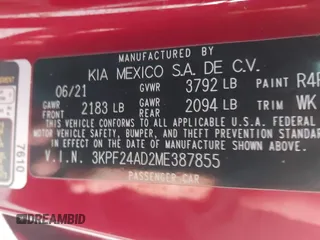 MANUFACTURED BY
KIA MEXICO S.A. DE C.V.
06/21 GVWR 3792 LB PAINT R4R
GAWR FRONT 2183 LB GAWR REAR 2094 LB TRIM WK
THIS VEHICLE CONFORMS TO ALL APPLICABLE U.S.A. FEDERAL
MOTOR VEHICLE SAFETY, BUMPER, AND THEFT PREVENTION
STANDARDS IN EFFECT ON THE DATE OF MANUFACTURE
SHOWN ABOVE.
V.I.N. 3KPF24AD2ME387855
PASSENGER CAR
7610
DREAMBID